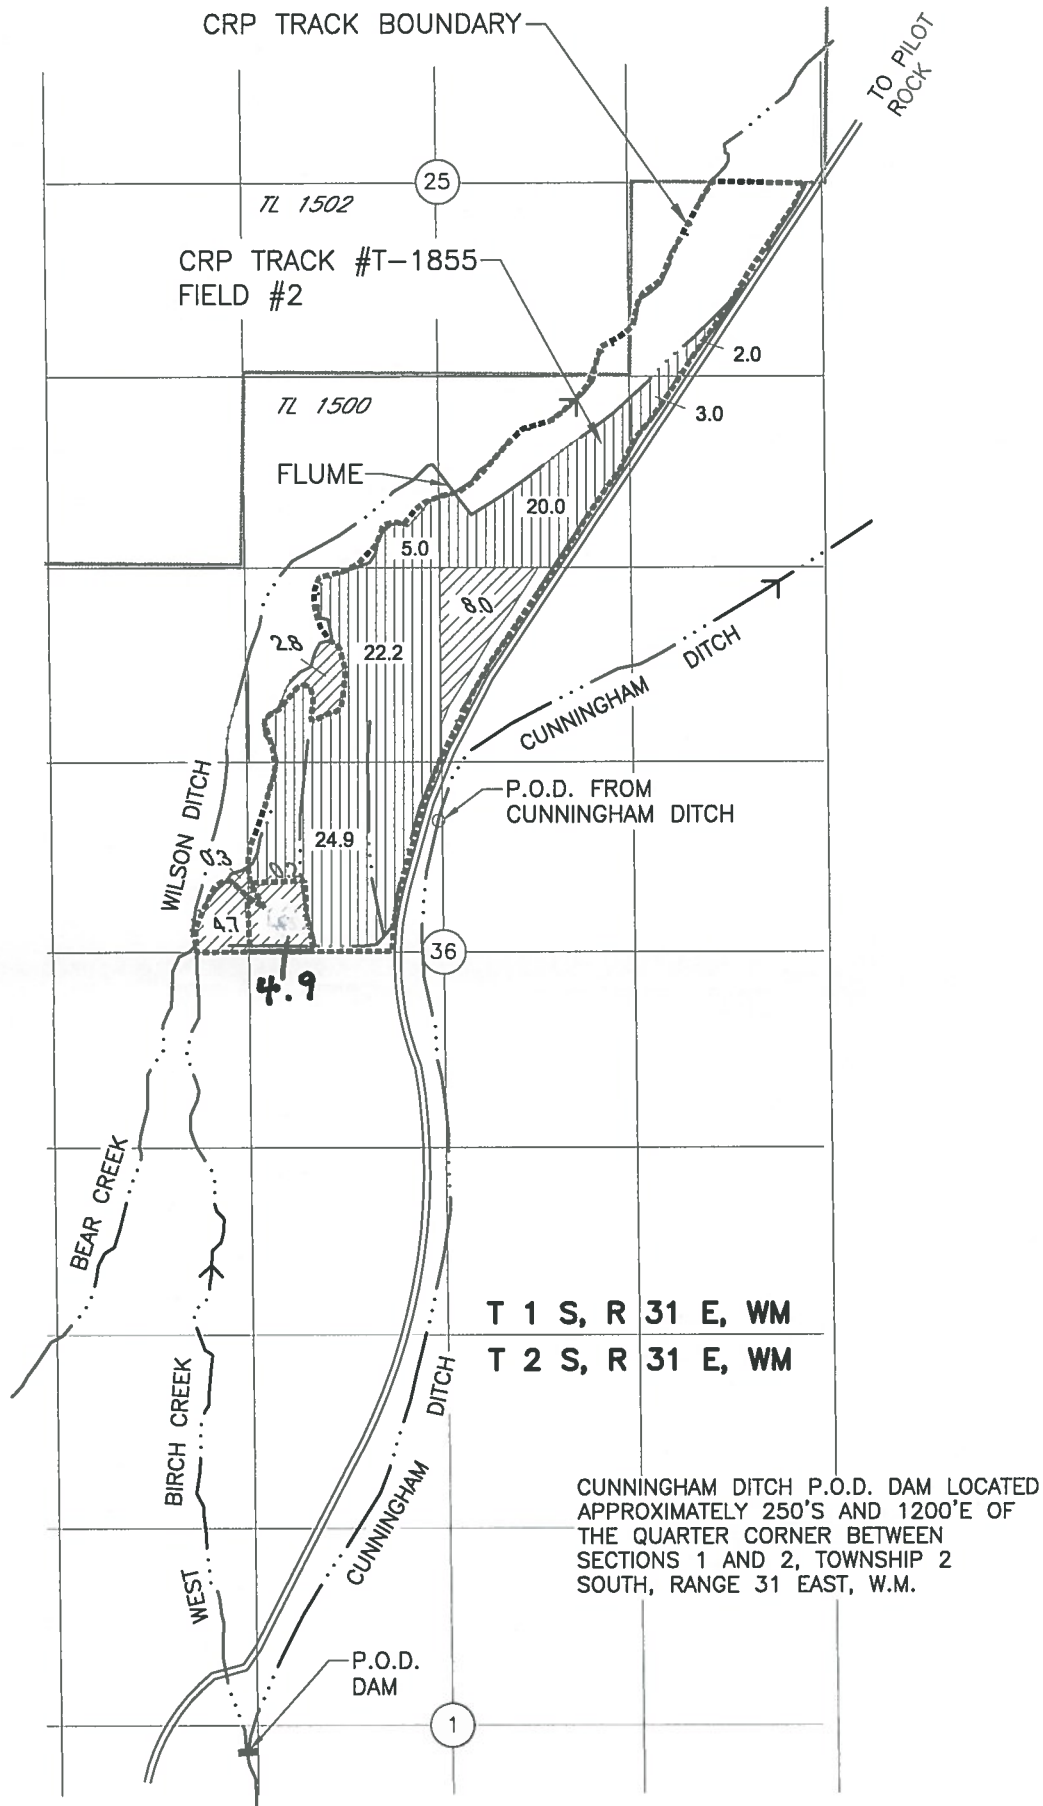 CRP TRACK BOUNDARY
TO PILOT
ROCK
25
TL 1502
CRP TRACK #T-1855
FIELD #2
2.0
TL 1500
3.0
FLUME
20.0
5.0
8.0
2.8
22.2
DITCH
CUNNINGHAM
WILSON DITCH
P.O.D. FROM
CUNNINGHAM DITCH
24.9
0.3
0.2
4.7
36
4.9
BEAR CREEK
T 1 S, R 31 E, WM
T 2 S, R 31 E, WM
DITCH
CUNNINGHAM
WEST BIRCH CREEK
CUNNINGHAM DITCH P.O.D. DAM LOCATED
APPROXIMATELY 250'S AND 1200'E OF
THE QUARTER CORNER BETWEEN
SECTIONS 1 AND 2, TOWNSHIP 2
SOUTH, RANGE 31 EAST, W.M.
P.O.D.
DAM
1